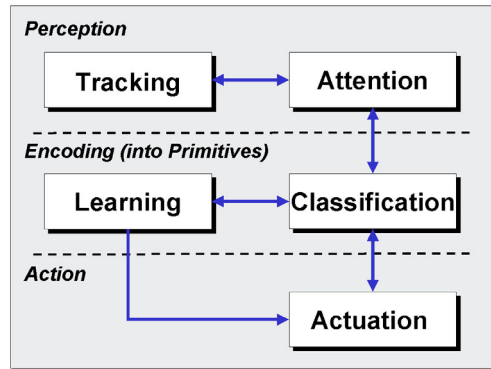 Perception
Tracking
Attention
Encoding (into Primitives)
Learning
Classification
Action
Actuation